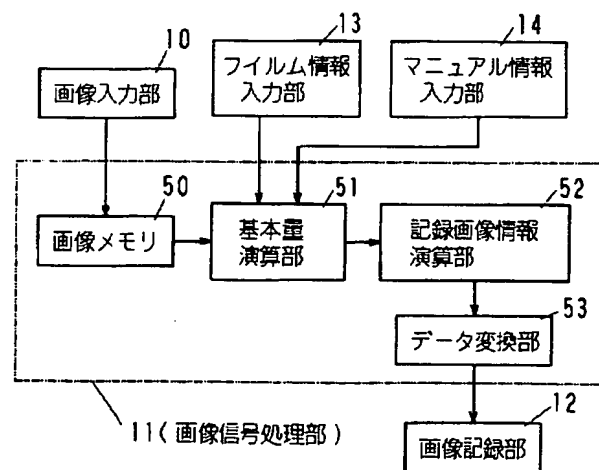 10
13
14
画像入力部
フイルム情報
入力部
マニュアル情報
入力部
50
51
52
画像メモリ
基本量
演算部
記録画像情報
演算部
53
データ変換部
11(画像信号処理部)
12
画像記録部